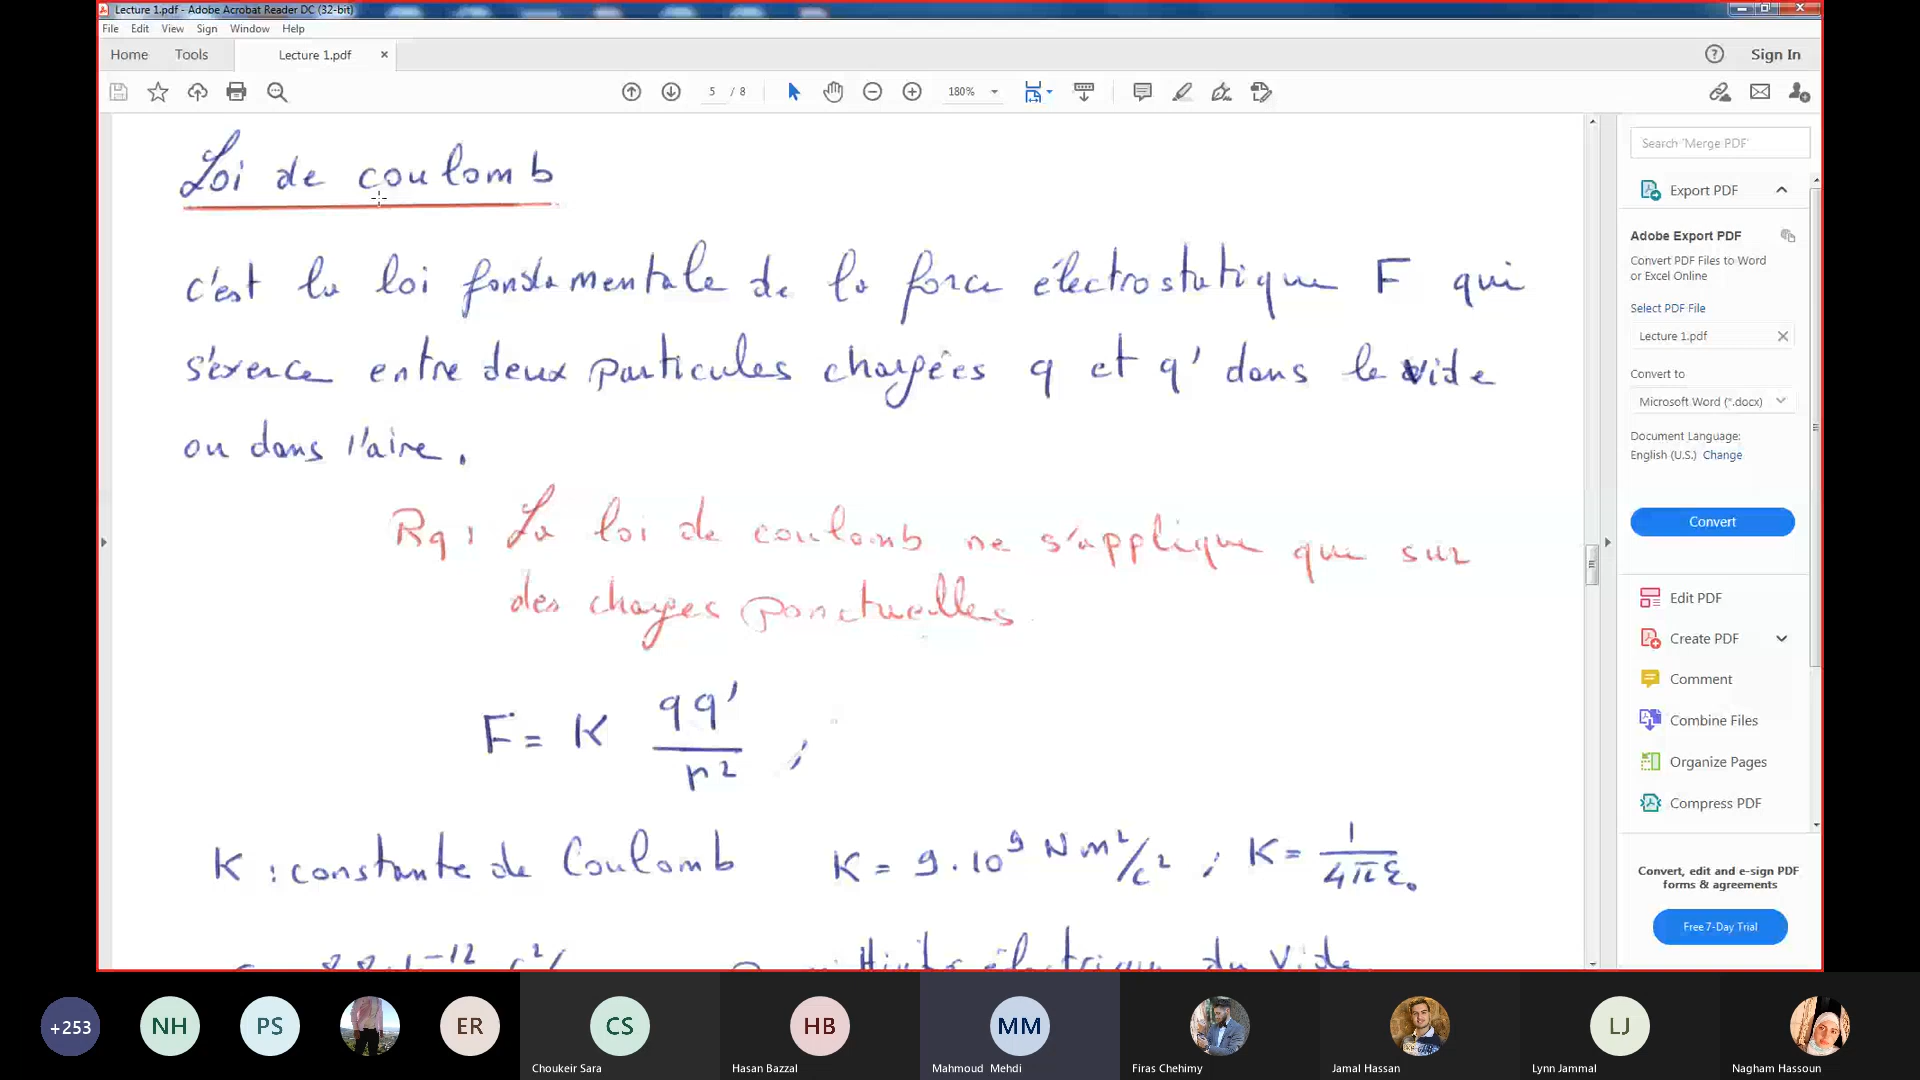 Lecture 1.pdf - Adobe Acrobat Reader DC (32-bit)
File Edit View Sign Window Help
Home Tools Lecture 1.pdf × Sign In
5 / 8 180%
Loi de coulomb
c'est la loi fondamentale de la force électrostatique F qui
s'exerce entre deux particules chargées q et q' dans le vide
ou dans l'aire.
Rq : La loi de coulomb ne s'applique que sur
des charges ponctuelles
F = K qq' / r² ;
K : constante de Coulomb K = 9.10⁹ Nm²/c² ; K = 1 / 4πε₀
Search 'Merge PDF'
Export PDF
Adobe Export PDF
Convert PDF Files to Word
or Excel Online
Select PDF File
Lecture 1.pdf
Convert to
Microsoft Word (*.docx)
Document Language:
English (U.S.) Change
Convert
Edit PDF
Create PDF
Comment
Combine Files
Organize Pages
Compress PDF
Convert, edit and e-sign PDF
forms & agreements
Free 7-Day Trial
+253 NH PS ER CS HB MM LJ
Choukeir Sara Hasan Bazzal Mahmoud Mehdi Firas Chehimy Jamal Hassan Lynn Jammal Nagham Hassoun